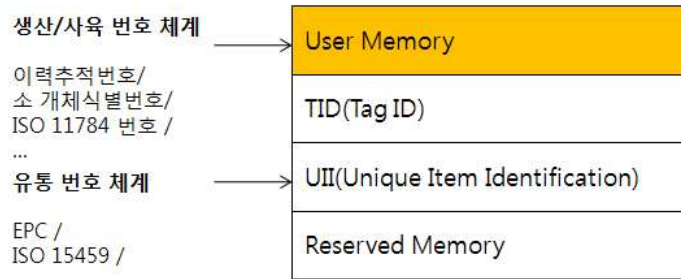 생산/사육 번호 체계
이력추적번호/
소 개체식별번호/
ISO 11784 번호 /
...
유통 번호 체계
EPC /
ISO 15459 /
User Memory
TID(Tag ID)
UII(Unique Item Identification)
Reserved Memory